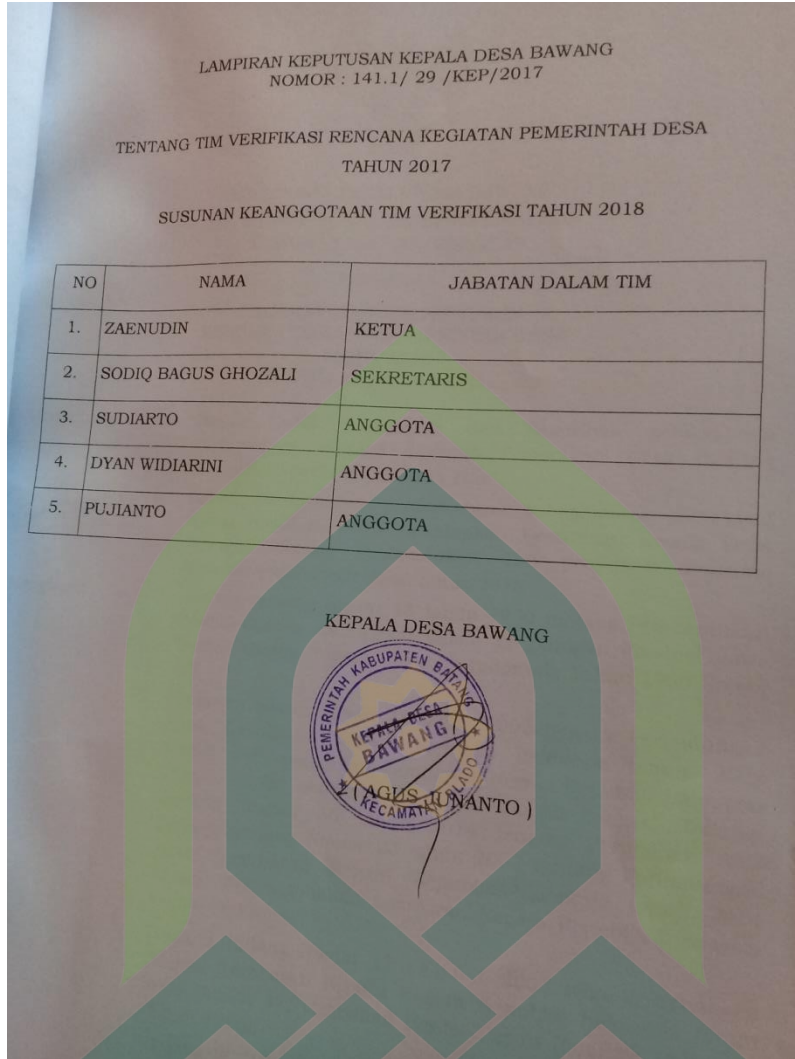 LAMPIRAN KEPUTUSAN KEPALA DESA BAWANG
NOMOR : 141.1/ 29 /KEP/2017
TENTANG TIM VERIFIKASI RENCANA KEGIATAN PEMERINTAH DESA
TAHUN 2017
SUSUNAN KEANGGOTAAN TIM VERIFIKASI TAHUN 2018
NO NAMA JABATAN DALAM TIM
1. ZAENUDIN KETUA
2. SODIQ BAGUS GHOZALI SEKRETARIS
3. SUDIARTO ANGGOTA
4. DYAN WIDIARINI ANGGOTA
5. PUJIANTO ANGGOTA
KEPALA DESA BAWANG
PEMERINTAH KABUPATEN BATANG
KEPALA DESA
BAWANG
KECAMATAN BLADO
( AGUS JUNANTO )